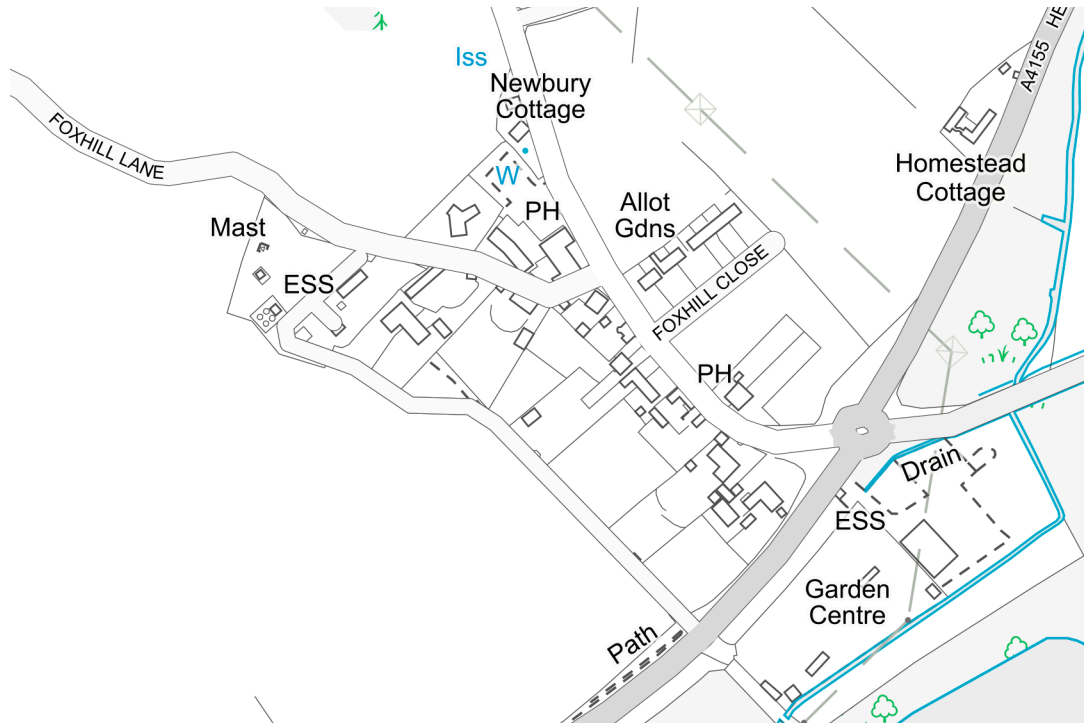 A4155 HE
Iss
Newbury
Cottage
FOXHILL LANE
Homestead
Cottage
W
PH
Allot
Gdns
Mast
ESS
FOXHILL CLOSE
PH
Drain
ESS
Garden
Centre
Path